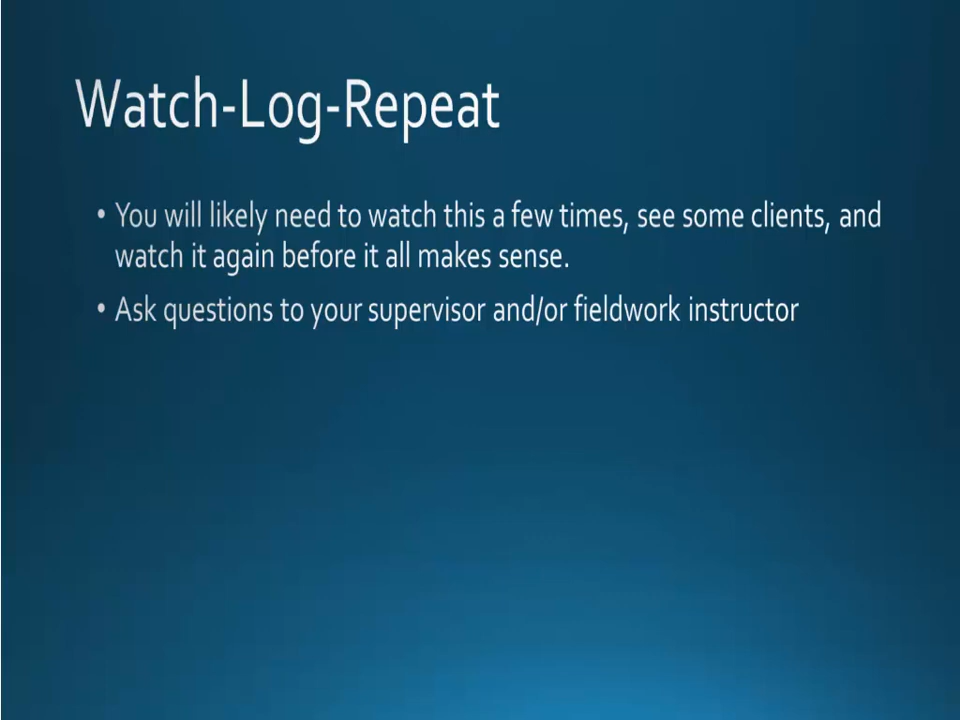 Watch-Log-Repeat
• You will likely need to watch this a few times, see some clients, and
watch it again before it all makes sense.
• Ask questions to your supervisor and/or fieldwork instructor